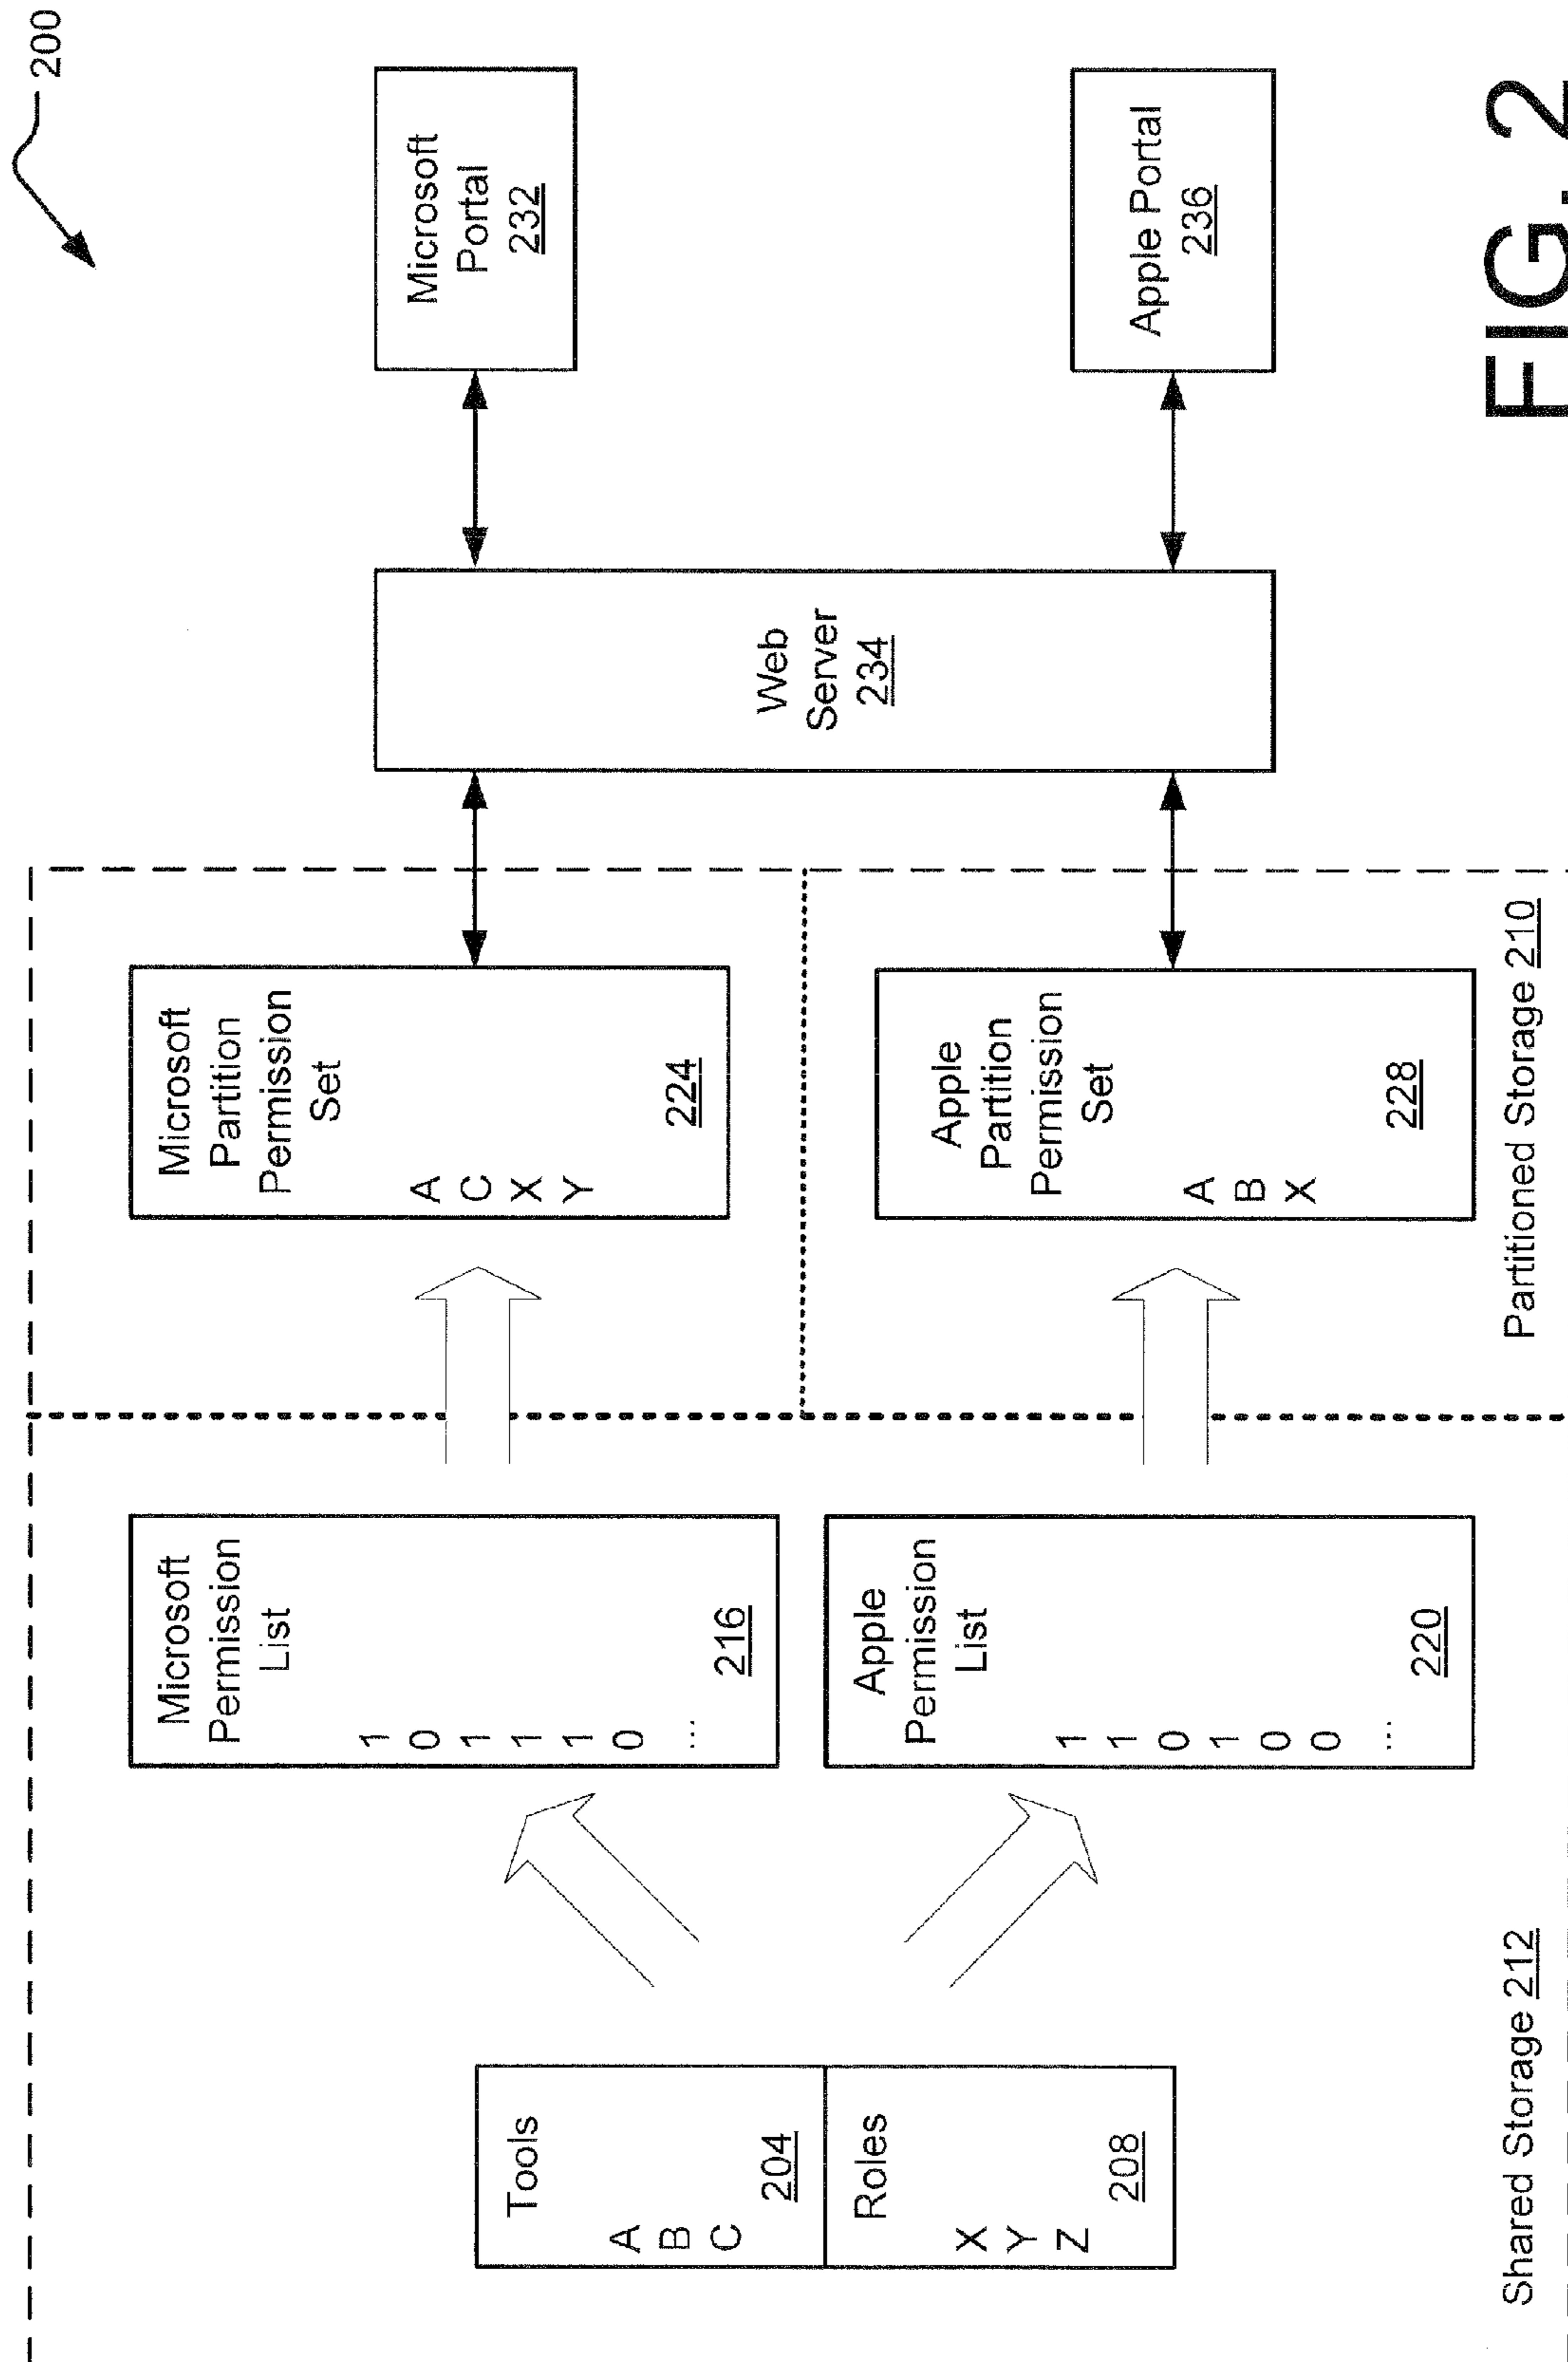 200
Tools
A
B
C
204
Roles
X
Y
Z
208
Shared Storage 212
Microsoft
Permission
List
1
0
1
1
1
0
...
216
Apple
Permission
List
1
1
0
1
0
0
...
220
Microsoft
Partition
Permission
Set
A
C
X
Y
224
Apple
Partition
Permission
Set
A
B
X
228
Partitioned Storage 210
Web
Server
234
Microsoft
Portal
232
Apple Portal
236
FIG. 2